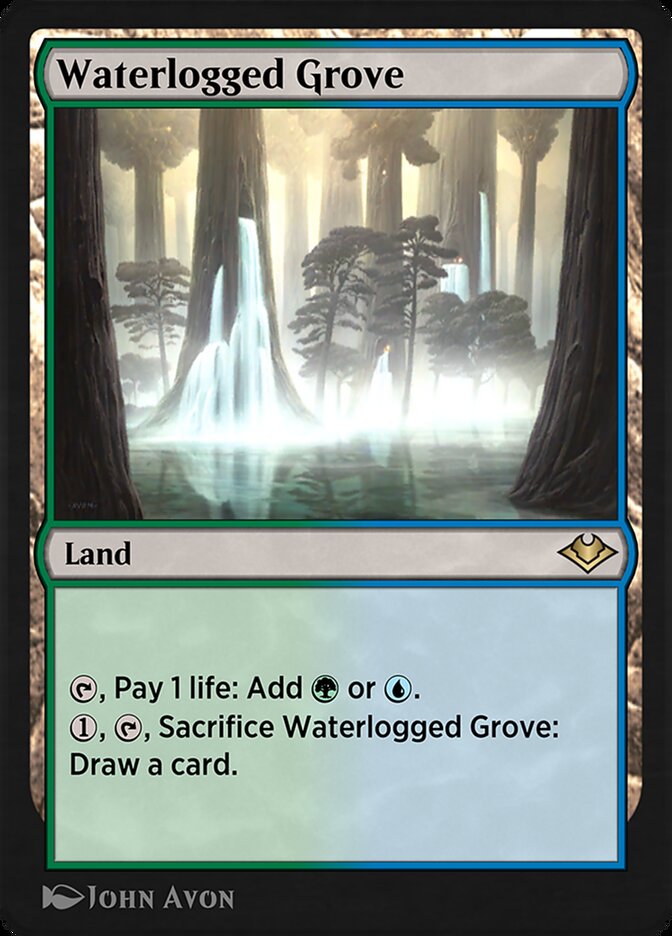 Waterlogged Grove
Land
, Pay 1 life: Add or .
1, , Sacrifice Waterlogged Grove:
Draw a card.
John Avon